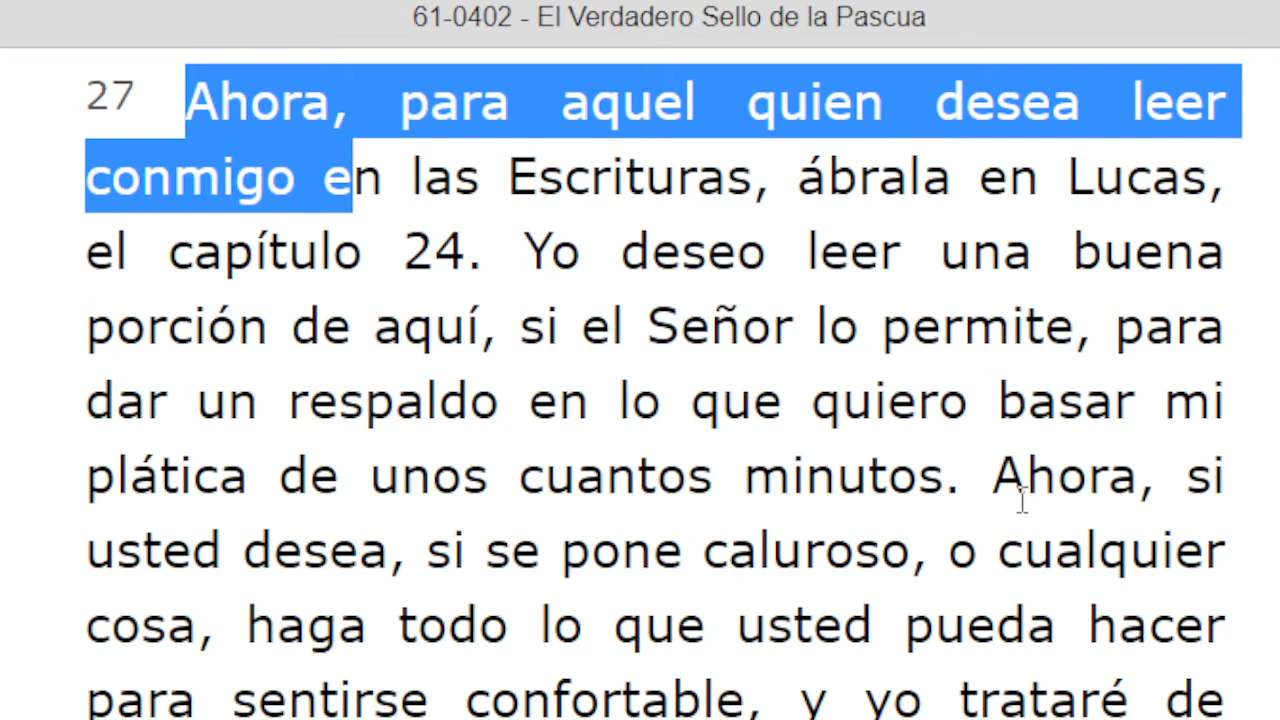 61-0402 - El Verdadero Sello de la Pascua
27 Ahora, para aquel quien desea leer
conmigo en las Escrituras, ábrala en Lucas,
el capítulo 24. Yo deseo leer una buena
porción de aquí, si el Señor lo permite, para
dar un respaldo en lo que quiero basar mi
plática de unos cuantos minutos. Ahora, si
usted desea, si se pone caluroso, o cualquier
cosa, haga todo lo que usted pueda hacer
para sentirse confortable, y yo trataré de